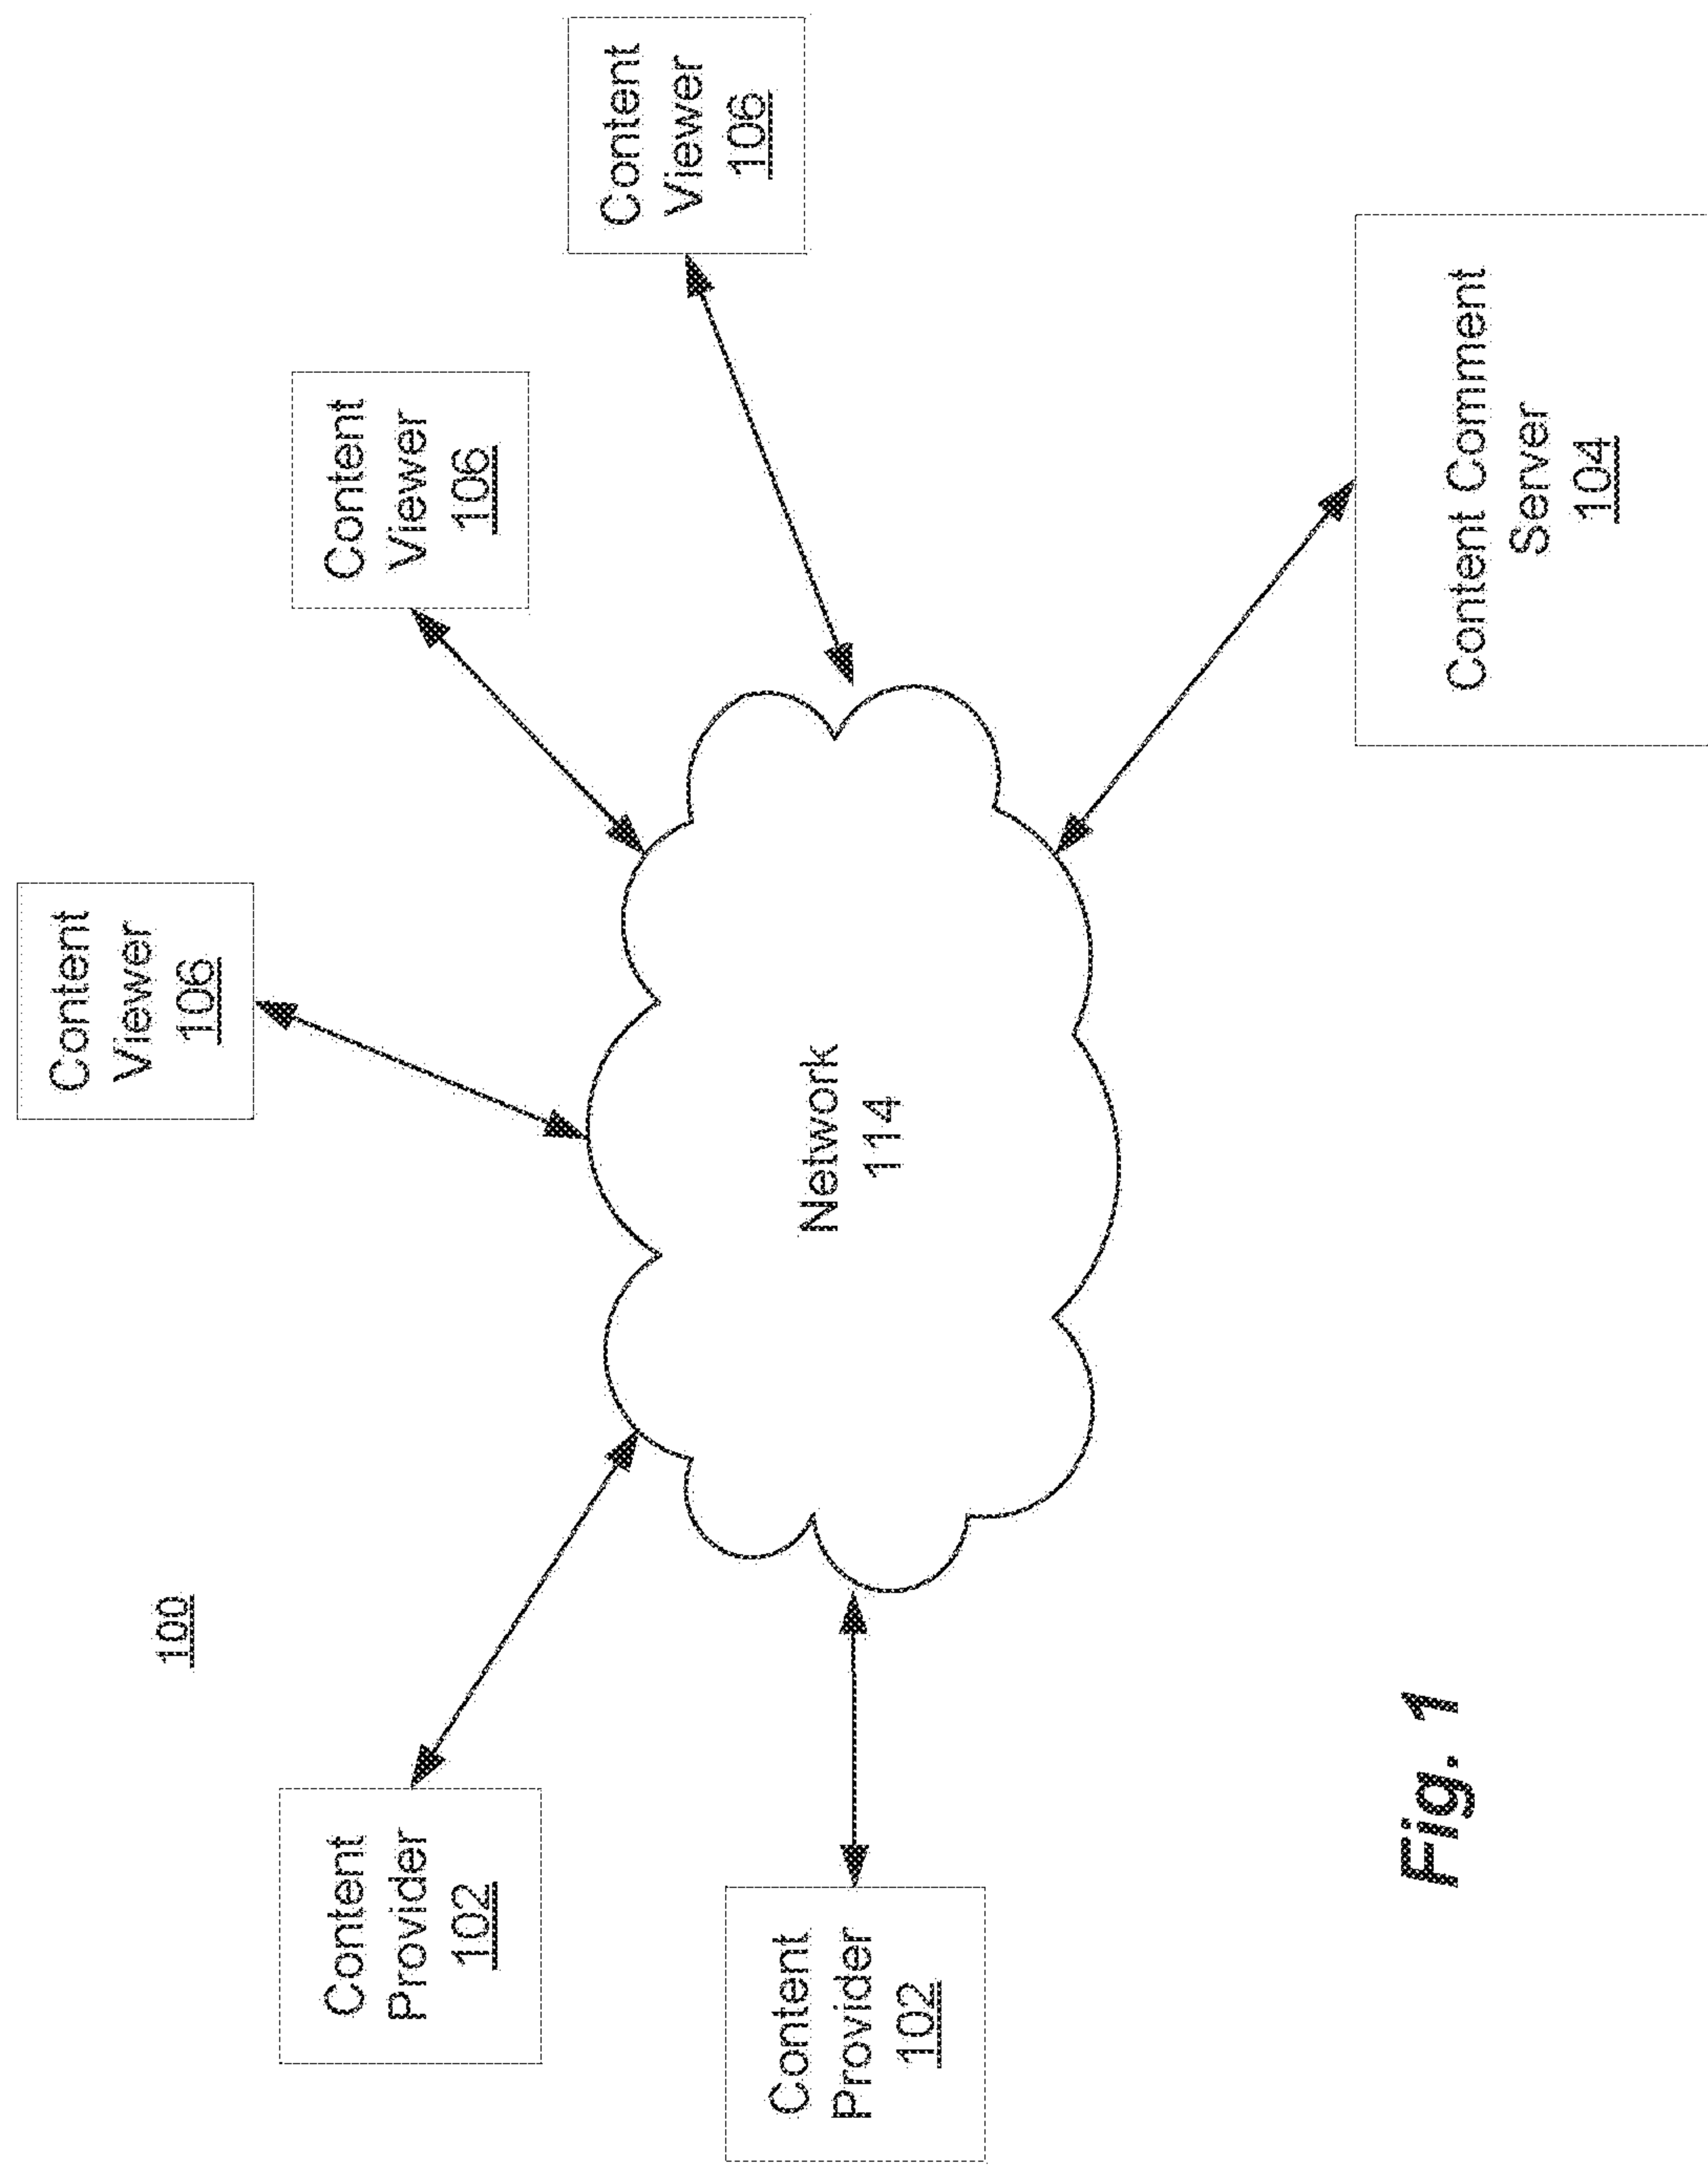 100
Content
Viewer
106
Content
Provider
102
Content
Viewer
106
Content
Viewer
106
Content
Provider
102
Network
114
Content Comment
Server
104
Fig. 1